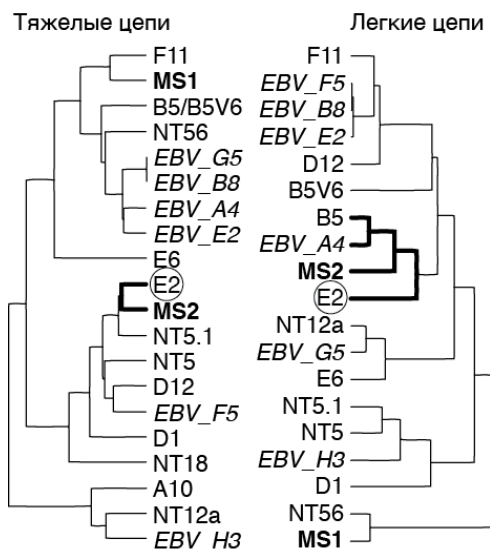 Тяжелые цепи
F11
MS1
B5/B5V6
NT56
EBV_G5
EBV_B8
EBV_A4
EBV_E2
E6
E2
MS2
NT5.1
NT5
D12
EBV_F5
D1
NT18
A10
NT12a
EBV_H3
Легкие цепи
F11
EBV_F5
EBV_B8
EBV_E2
D12
B5V6
B5
EBV_A4
MS2
E2
NT12a
EBV_G5
E6
NT5.1
NT5
EBV_H3
D1
NT56
MS1